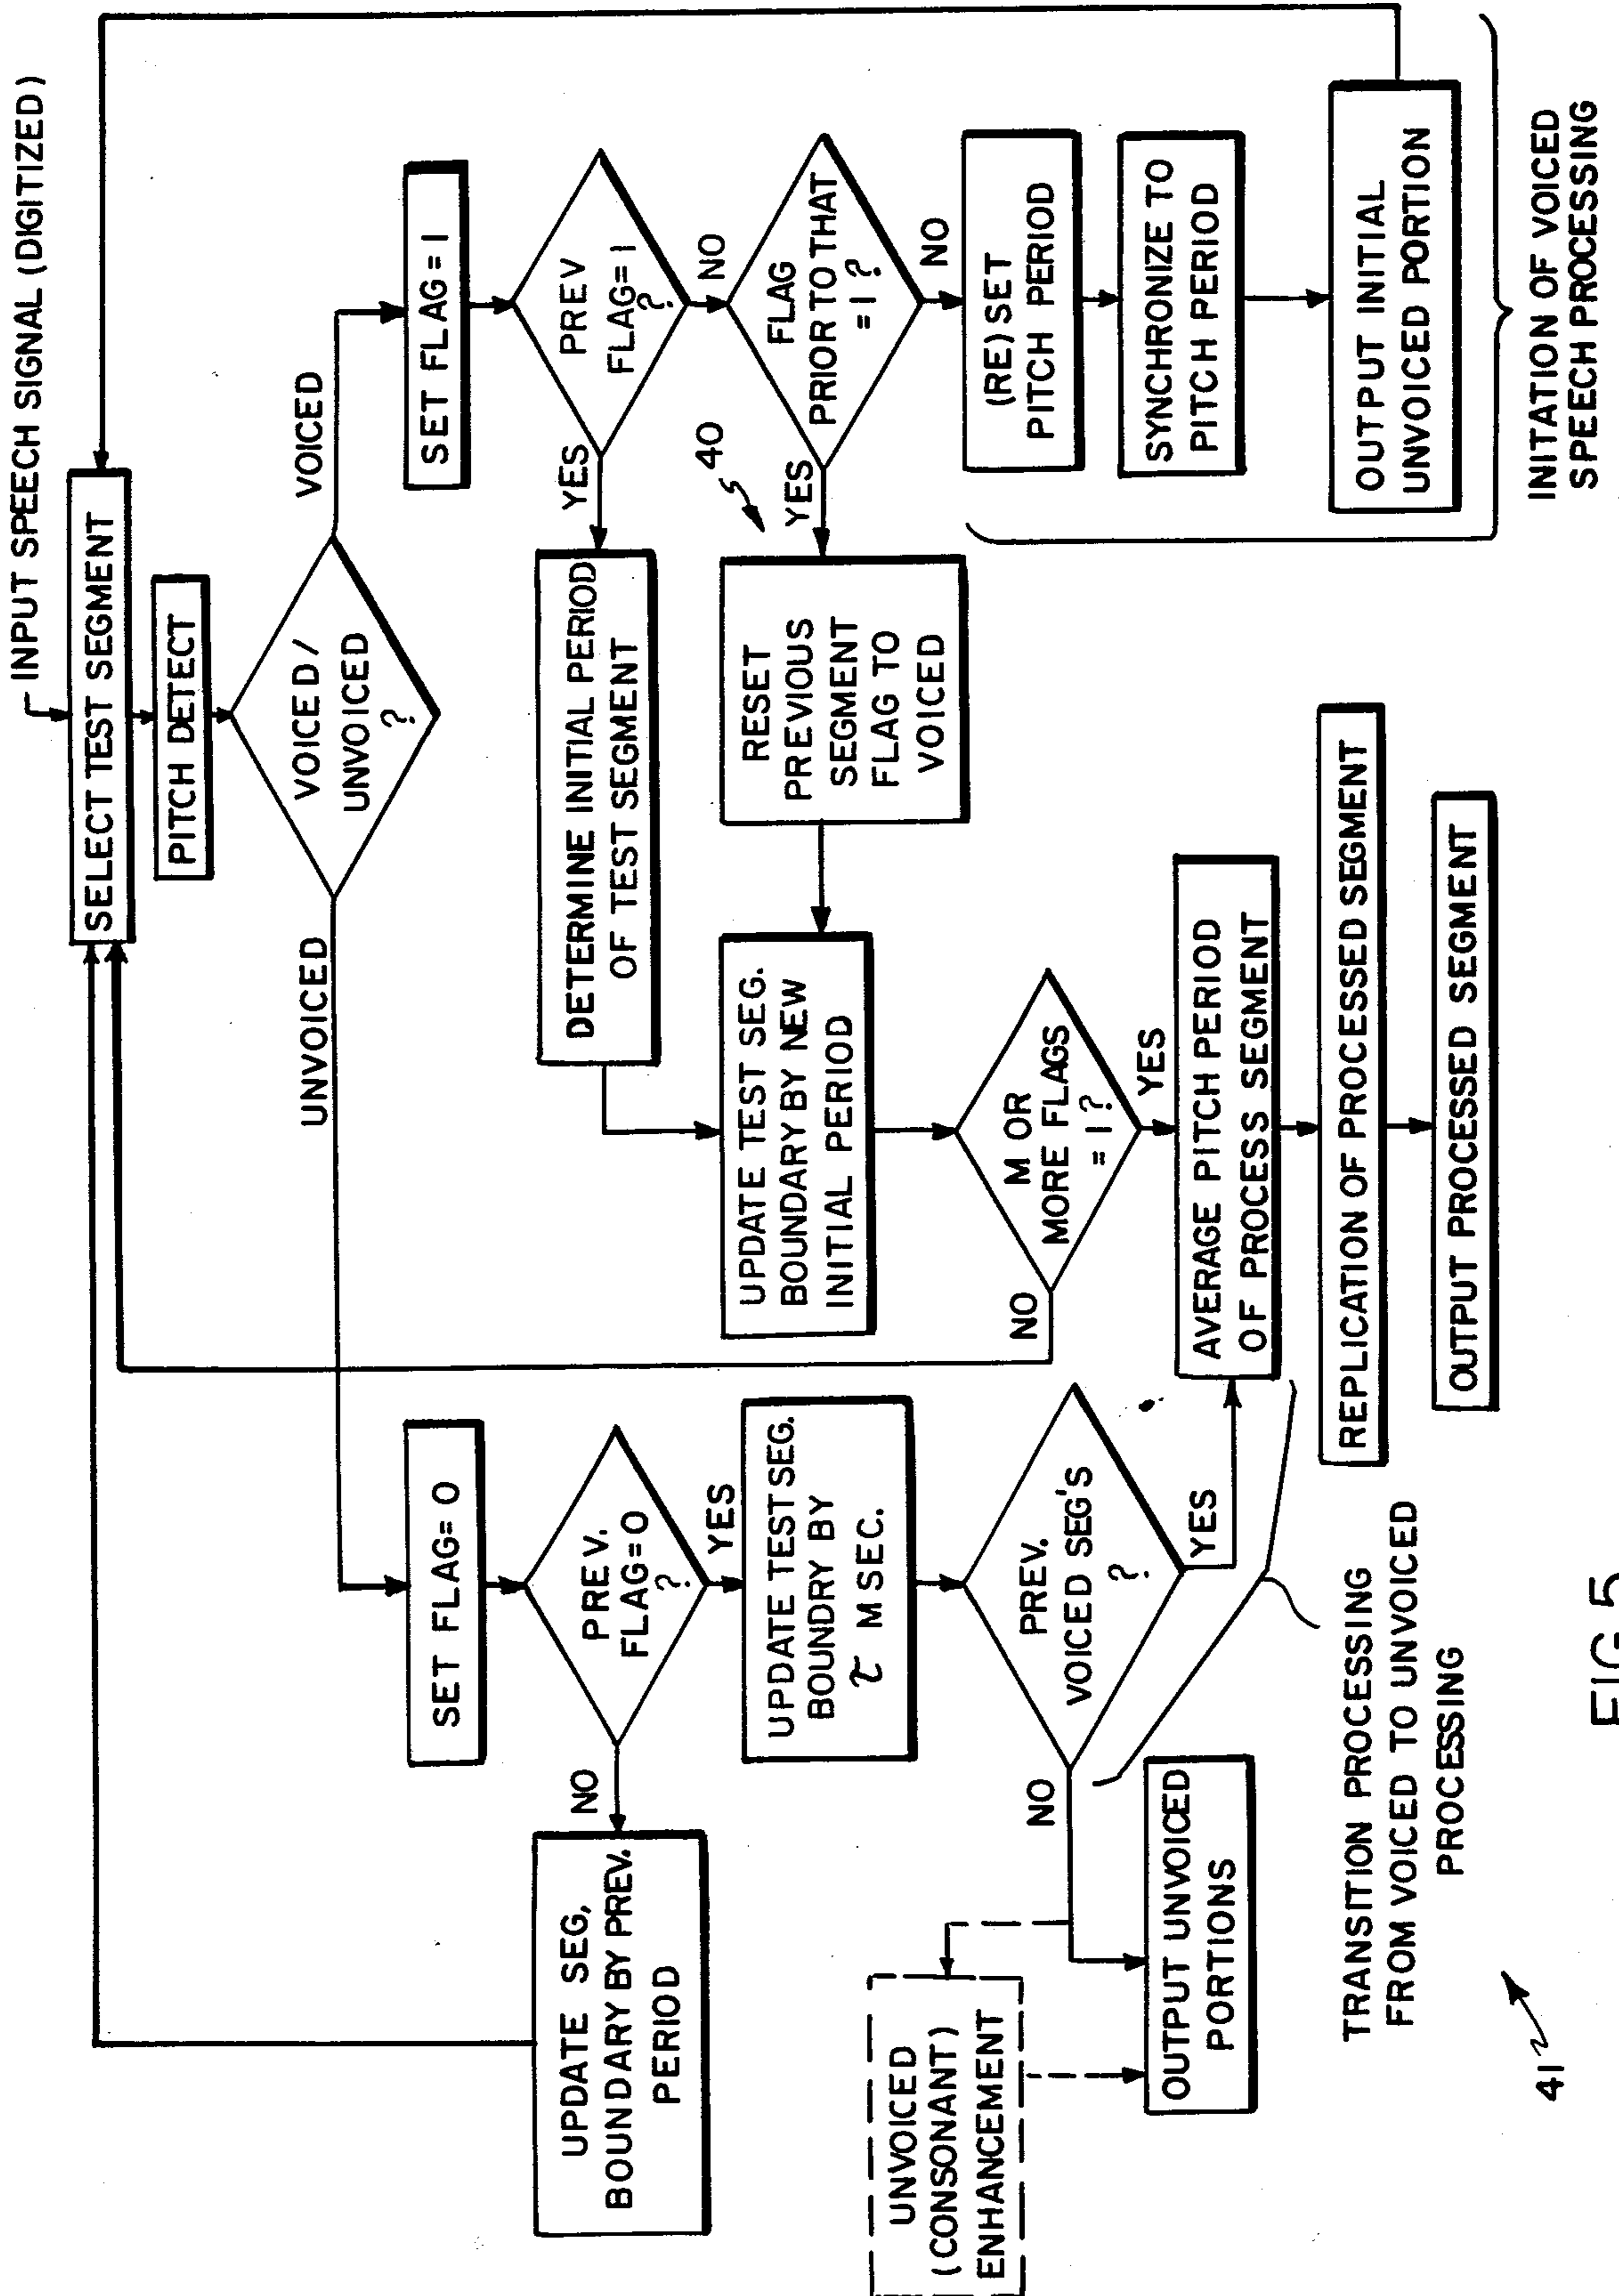 INPUT SPEECH SIGNAL (DIGITIZED)
SELECT TEST SEGMENT
PITCH DETECT
VOICED/
UNVOICED
?
UNVOICED
VOICED
SET FLAG = 1
PREV
FLAG = 1
?
YES
NO
FLAG
PRIOR TO THAT
= 1 ?
YES
NO
40
(RE) SET
PITCH PERIOD
SYNCHRONIZE TO
PITCH PERIOD
OUTPUT INITIAL
UNVOICED PORTION
INITATION OF VOICED
SPEECH PROCESSING
DETERMINE INITIAL PERIOD
OF TEST SEGMENT
RESET
PREVIOUS
SEGMENT
FLAG TO
VOICED
UPDATE TEST SEG.
BOUNDARY BY NEW
INITIAL PERIOD
M OR
MORE FLAGS
= 1 ?
NO
YES
AVERAGE PITCH PERIOD
OF PROCESS SEGMENT
REPLICATION OF PROCESSED SEGMENT
OUTPUT PROCESSED SEGMENT
SET FLAG = 0
PREV.
FLAG = 0
?
NO
YES
UPDATE SEG,
BOUNDARY BY PREV.
PERIOD
UPDATE TEST SEG.
BOUNDRY BY
τ MSEC.
PREV.
VOICED SEG'S
?
NO
YES
UNVOICED
(CONSONANT)
ENHANCEMENT
OUTPUT UNVOICED
PORTIONS
TRANSITION PROCESSING
FROM VOICED TO UNVOICED
PROCESSING
41
FIG. 5